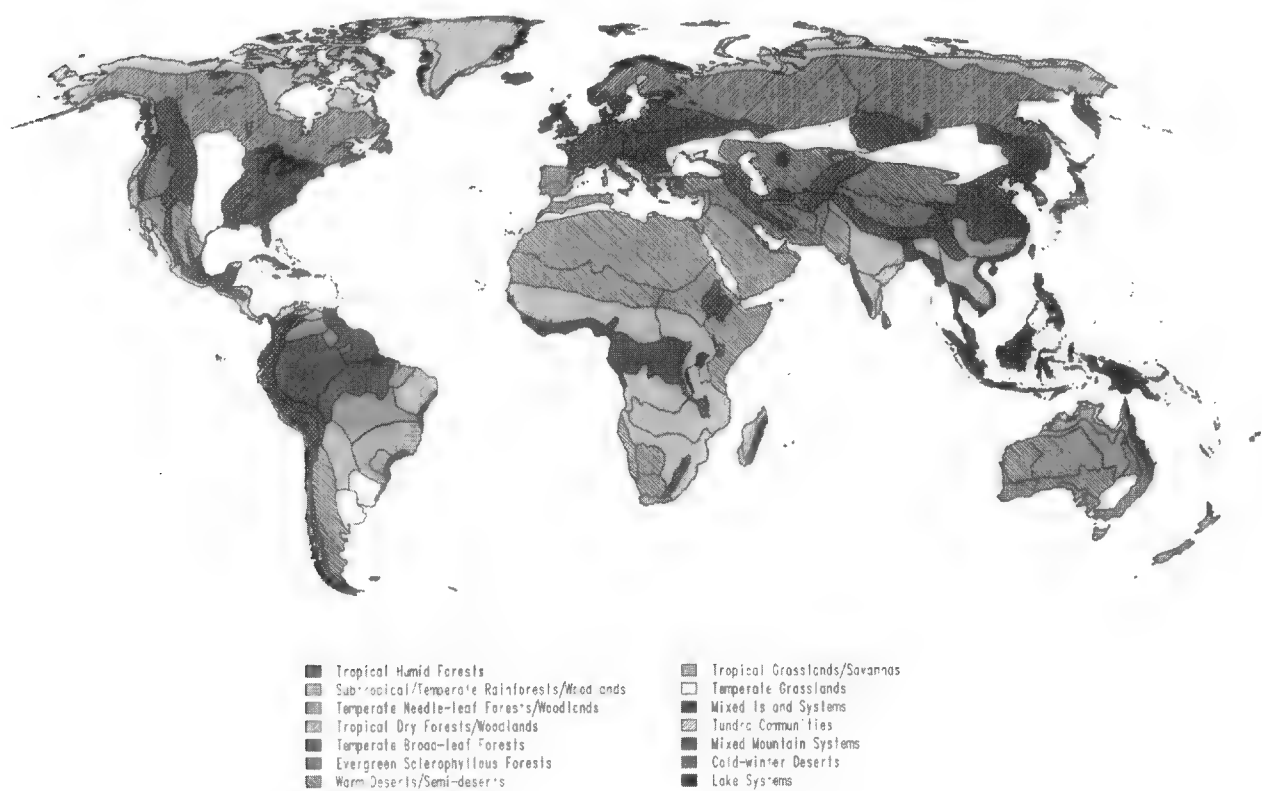 Tropical Humid Forests
Subtropical/Temperate Rainforests/Woodlands
Temperate Needle-leaf Forests/Woodlands
Tropical Dry Forests/Woodlands
Temperate Broad-leaf Forests
Evergreen Sclerophyllous Forests
Warm Deserts/Semi-deserts
Tropical Grasslands/Savannas
Temperate Grasslands
Mixed Island Systems
Tundra Communities
Mixed Mountain Systems
Cold-winter Deserts
Lake Systems